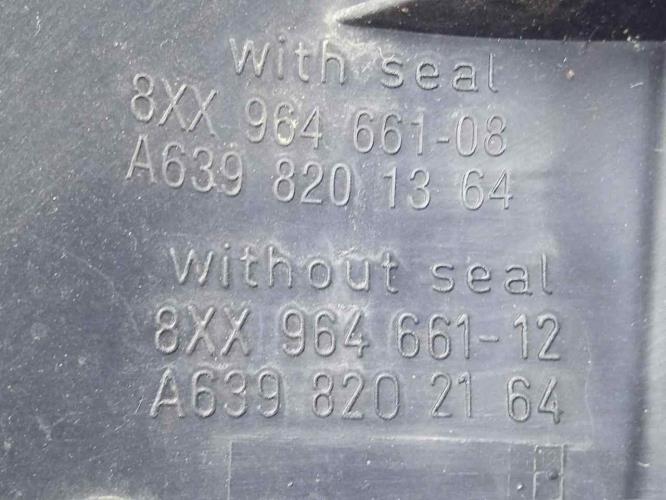 With seal
8XX 964 661-08
A639 820 13 64
Without seal
8XX 964 661-12
A639 820 21 64